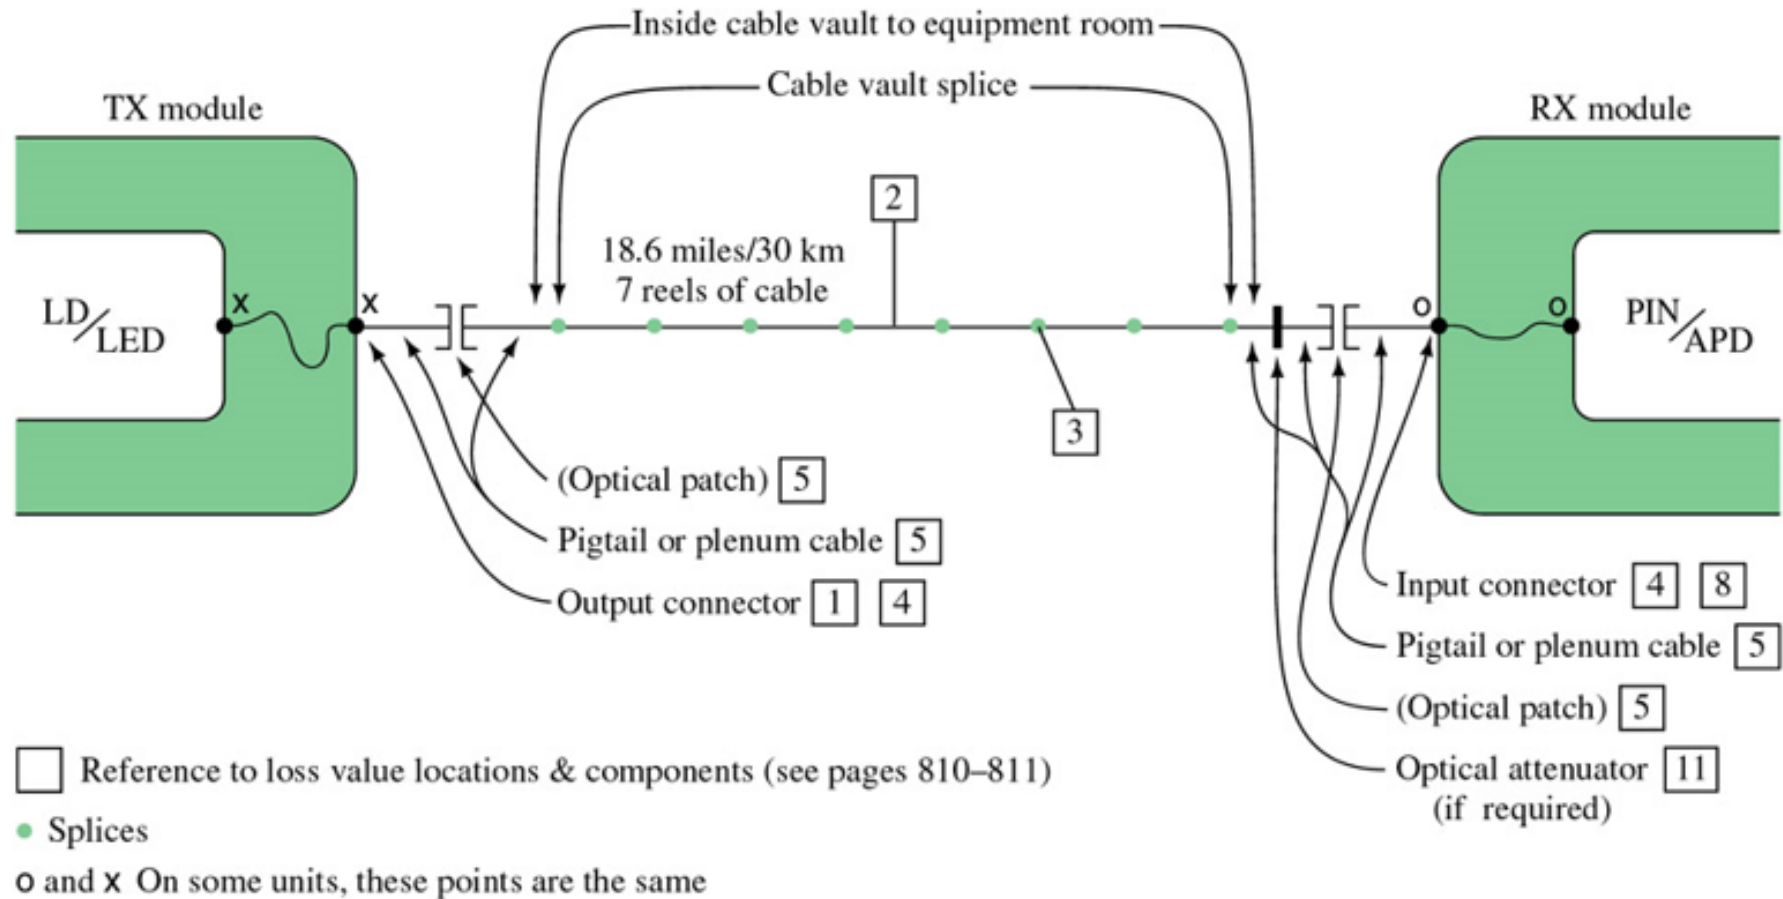 Inside cable vault to equipment room
Cable vault splice
TX module
RX module
2
18.6 miles/30 km
7 reels of cable
LD/LED
x
x
o
o
PIN/APD
3
(Optical patch) 5
Pigtail or plenum cable 5
Output connector 1 4
Input connector 4 8
Pigtail or plenum cable 5
(Optical patch) 5
Optical attenuator 11
(if required)
Reference to loss value locations & components (see pages 810–811)
Splices
o and x On some units, these points are the same